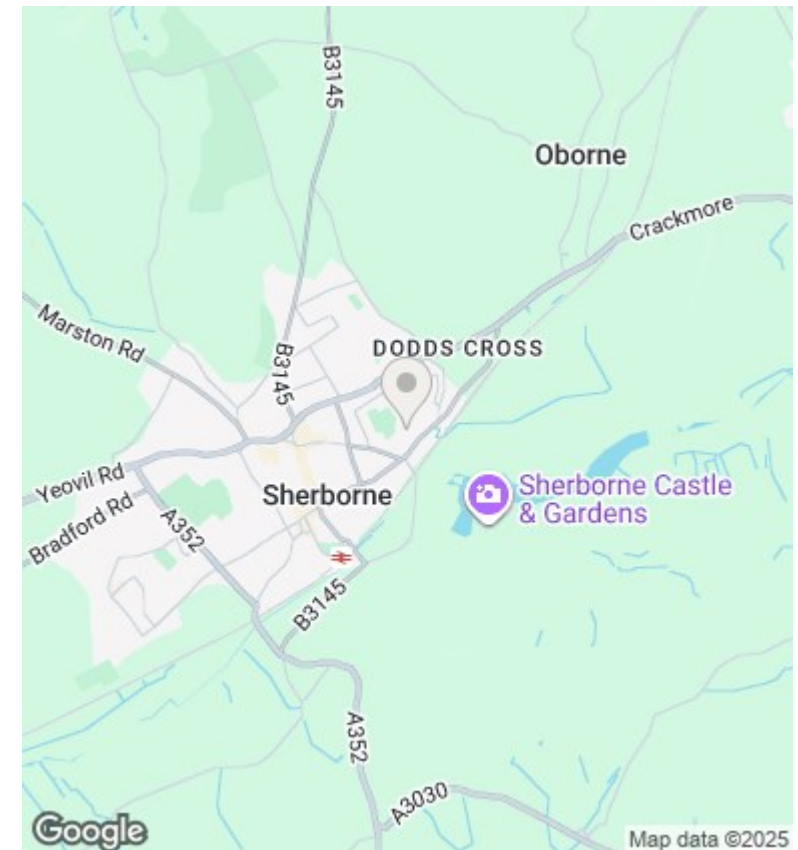 B3145
Oborne
Crackmore
Marston Rd
B3145
DODDS CROSS
Yeovil Rd
Bradford Rd
Sherborne
Sherborne Castle
& Gardens
A352
B3145
A352
A3030
Google
Map data ©2025